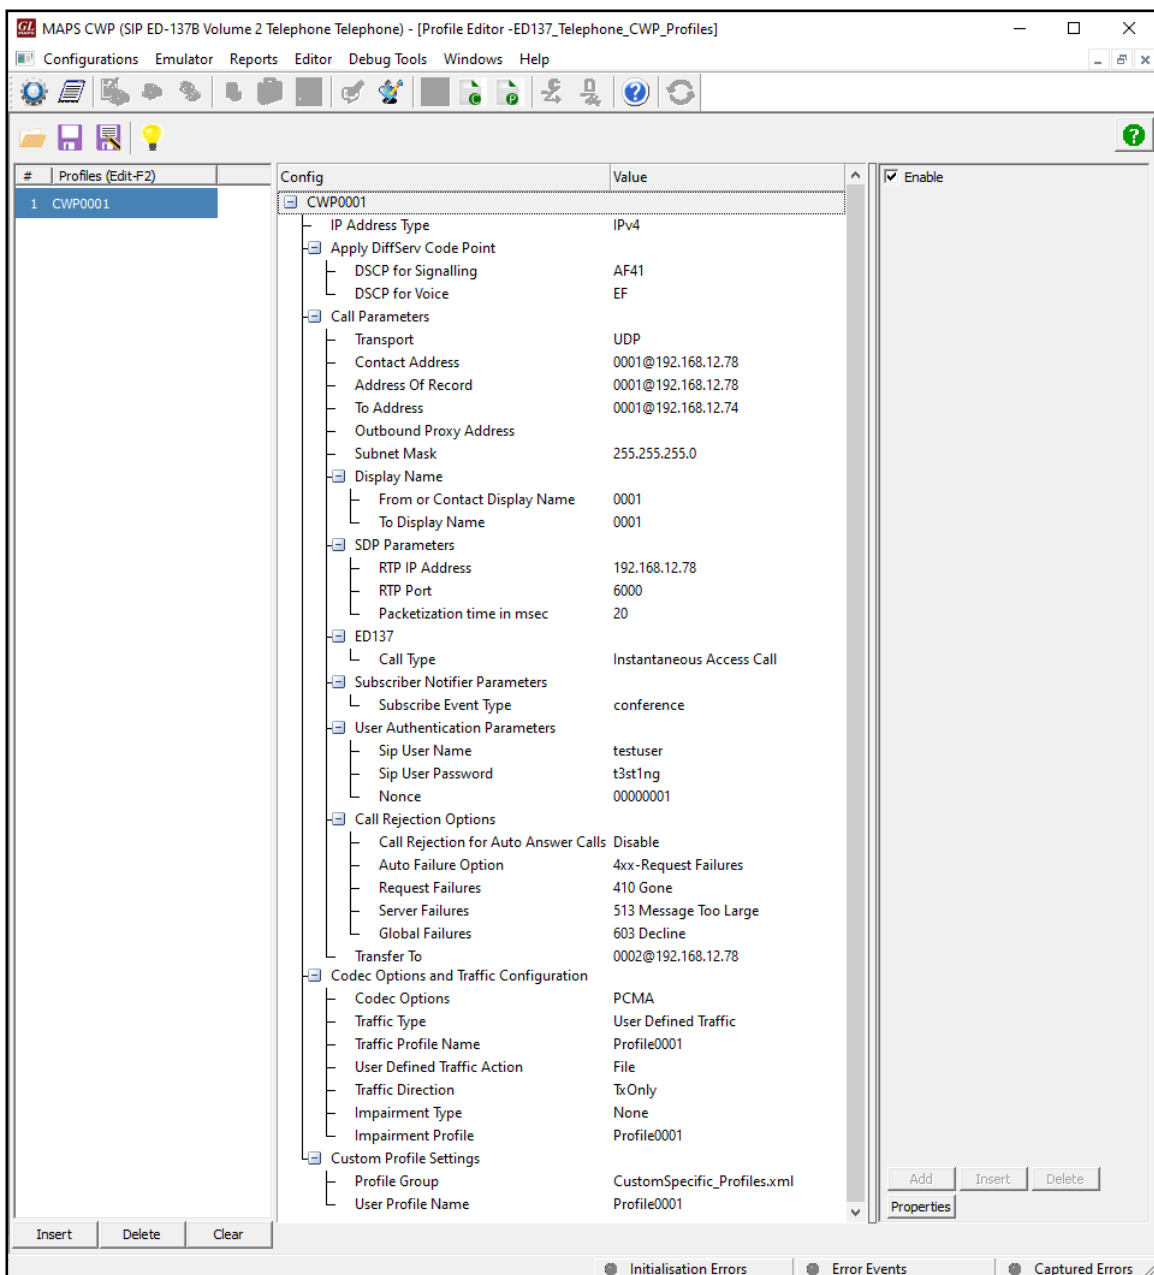 GL MAPS MAPS CWP (SIP ED-137B Volume 2 Telephone Telephone) - [Profile Editor -ED137_Telephone_CWP_Profiles]
Configurations Emulator Reports Editor Debug Tools Windows Help
# Profiles (Edit-F2)
1 CWP0001
Config Value
CWP0001
IP Address Type IPv4
Apply DiffServ Code Point
DSCP for Signalling AF41
DSCP for Voice EF
Call Parameters
Transport UDP
Contact Address 0001@192.168.12.78
Address Of Record 0001@192.168.12.78
To Address 0001@192.168.12.74
Outbound Proxy Address
Subnet Mask 255.255.255.0
Display Name
From or Contact Display Name 0001
To Display Name 0001
SDP Parameters
RTP IP Address 192.168.12.78
RTP Port 6000
Packetization time in msec 20
ED137
Call Type Instantaneous Access Call
Subscriber Notifier Parameters
Subscribe Event Type conference
User Authentication Parameters
Sip User Name testuser
Sip User Password t3st1ng
Nonce 00000001
Call Rejection Options
Call Rejection for Auto Answer Calls Disable
Auto Failure Option 4xx-Request Failures
Request Failures 410 Gone
Server Failures 513 Message Too Large
Global Failures 603 Decline
Transfer To 0002@192.168.12.78
Codec Options and Traffic Configuration
Codec Options PCMA
Traffic Type User Defined Traffic
Traffic Profile Name Profile0001
User Defined Traffic Action File
Traffic Direction TxOnly
Impairment Type None
Impairment Profile Profile0001
Custom Profile Settings
Profile Group CustomSpecific_Profiles.xml
User Profile Name Profile0001
Enable
Add Insert Delete
Properties
Insert Delete Clear
Initialisation Errors Error Events Captured Errors